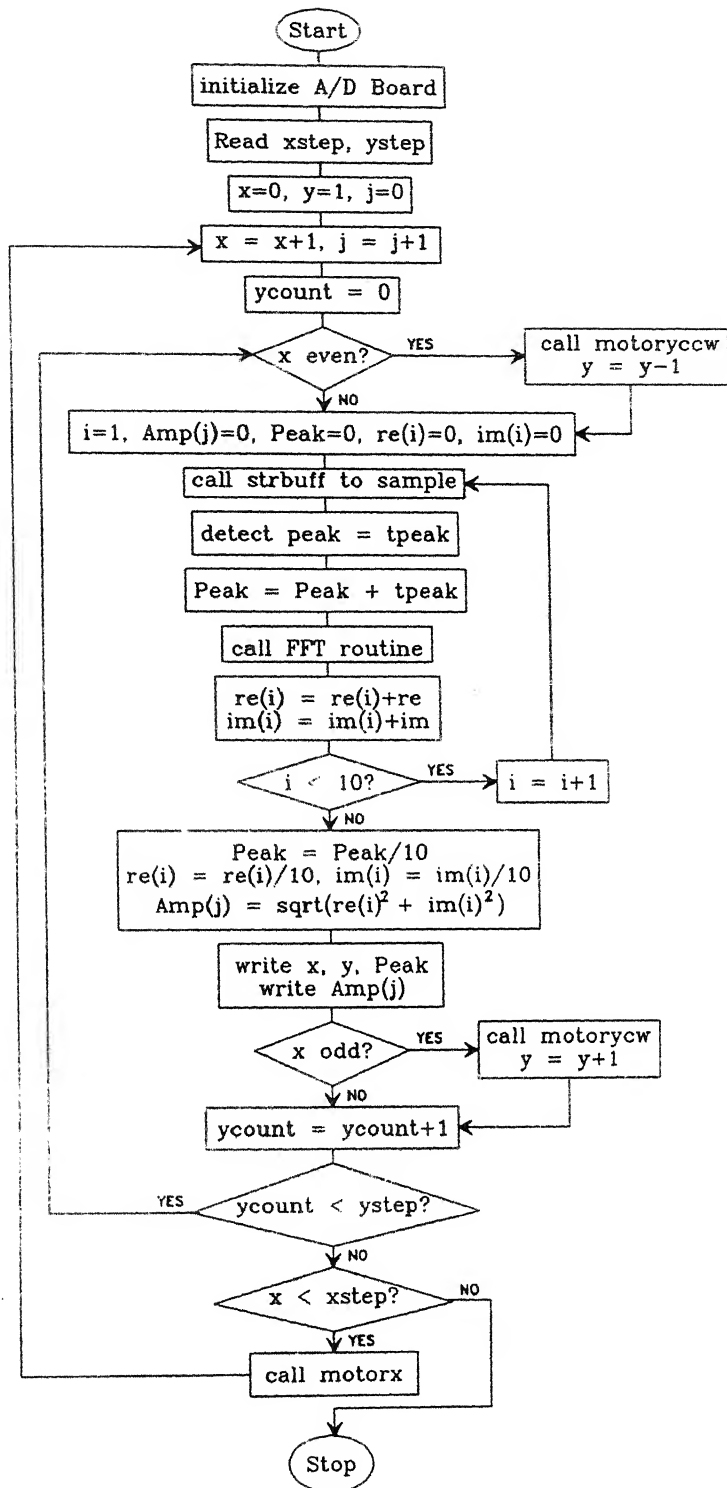 Start
initialize A/D Board
Read xstep, ystep
x=0, y=1, j=0
x = x+1, j = j+1
ycount = 0
x even?
YES
call motoryccw
y = y-1
NO
i=1, Amp(j)=0, Peak=0, re(i)=0, im(i)=0
call strbuff to sample
detect peak = tpeak
Peak = Peak + tpeak
call FFT routine
re(i) = re(i)+re
im(i) = im(i)+im
i < 10?
YES
i = i+1
NO
Peak = Peak/10
re(i) = re(i)/10, im(i) = im(i)/10
Amp(j) = sqrt(re(i)² + im(i)²)
write x, y, Peak
write Amp(j)
x odd?
YES
call motorycw
y = y+1
NO
ycount = ycount+1
YES
ycount < ystep?
NO
x < xstep?
NO
YES
call motorx
Stop